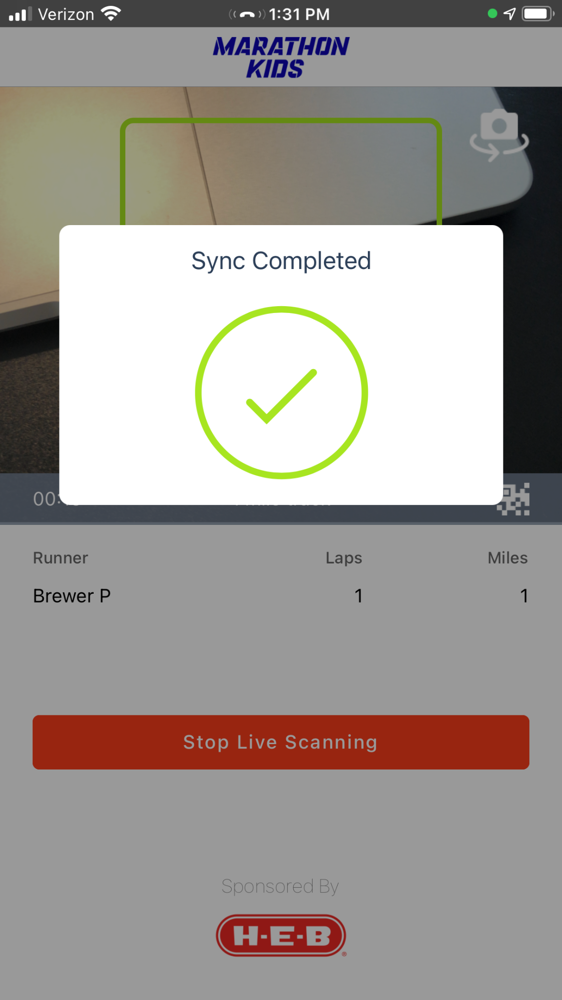 Verizon
1:31 PM
MARATHON
KIDS
Sync Completed
Runner Laps Miles
Brewer P 1 1
Stop Live Scanning
Sponsored By
H-E-B
®